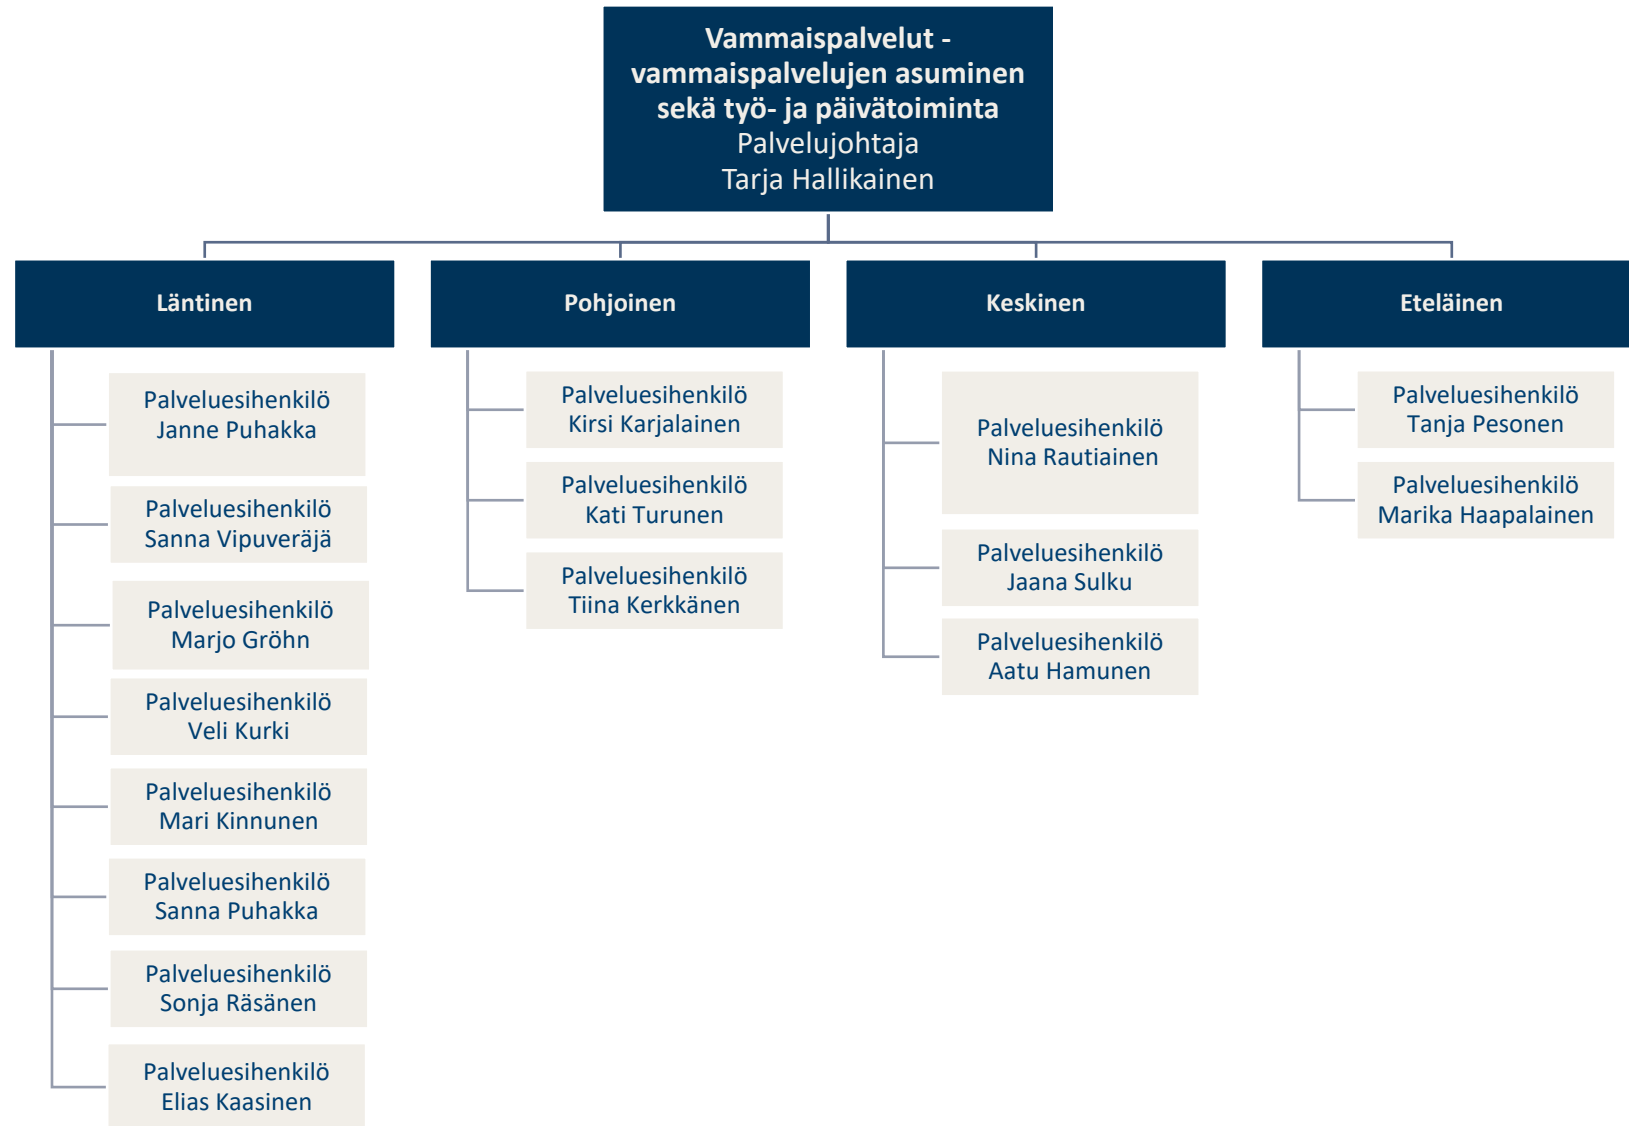 Vammaispalvelut -
vammaispalvelujen asuminen
sekä työ- ja päivätoiminta
Palvelujohtaja
Tarja Hallikainen
Läntinen
Palveluesihenkilö
Janne Puhakka
Palveluesihenkilö
Sanna Vipuveräjä
Palveluesihenkilö
Marjo Gröhn
Palveluesihenkilö
Veli Kurki
Palveluesihenkilö
Mari Kinnunen
Palveluesihenkilö
Sanna Puhakka
Palveluesihenkilö
Sonja Räsänen
Palveluesihenkilö
Elias Kaasinen
Pohjoinen
Palveluesihenkilö
Kirsi Karjalainen
Palveluesihenkilö
Kati Turunen
Palveluesihenkilö
Tiina Kerkkänen
Keskinen
Palveluesihenkilö
Nina Rautiainen
Palveluesihenkilö
Jaana Sulku
Palveluesihenkilö
Aatu Hamunen
Eteläinen
Palveluesihenkilö
Tanja Pesonen
Palveluesihenkilö
Marika Haapalainen